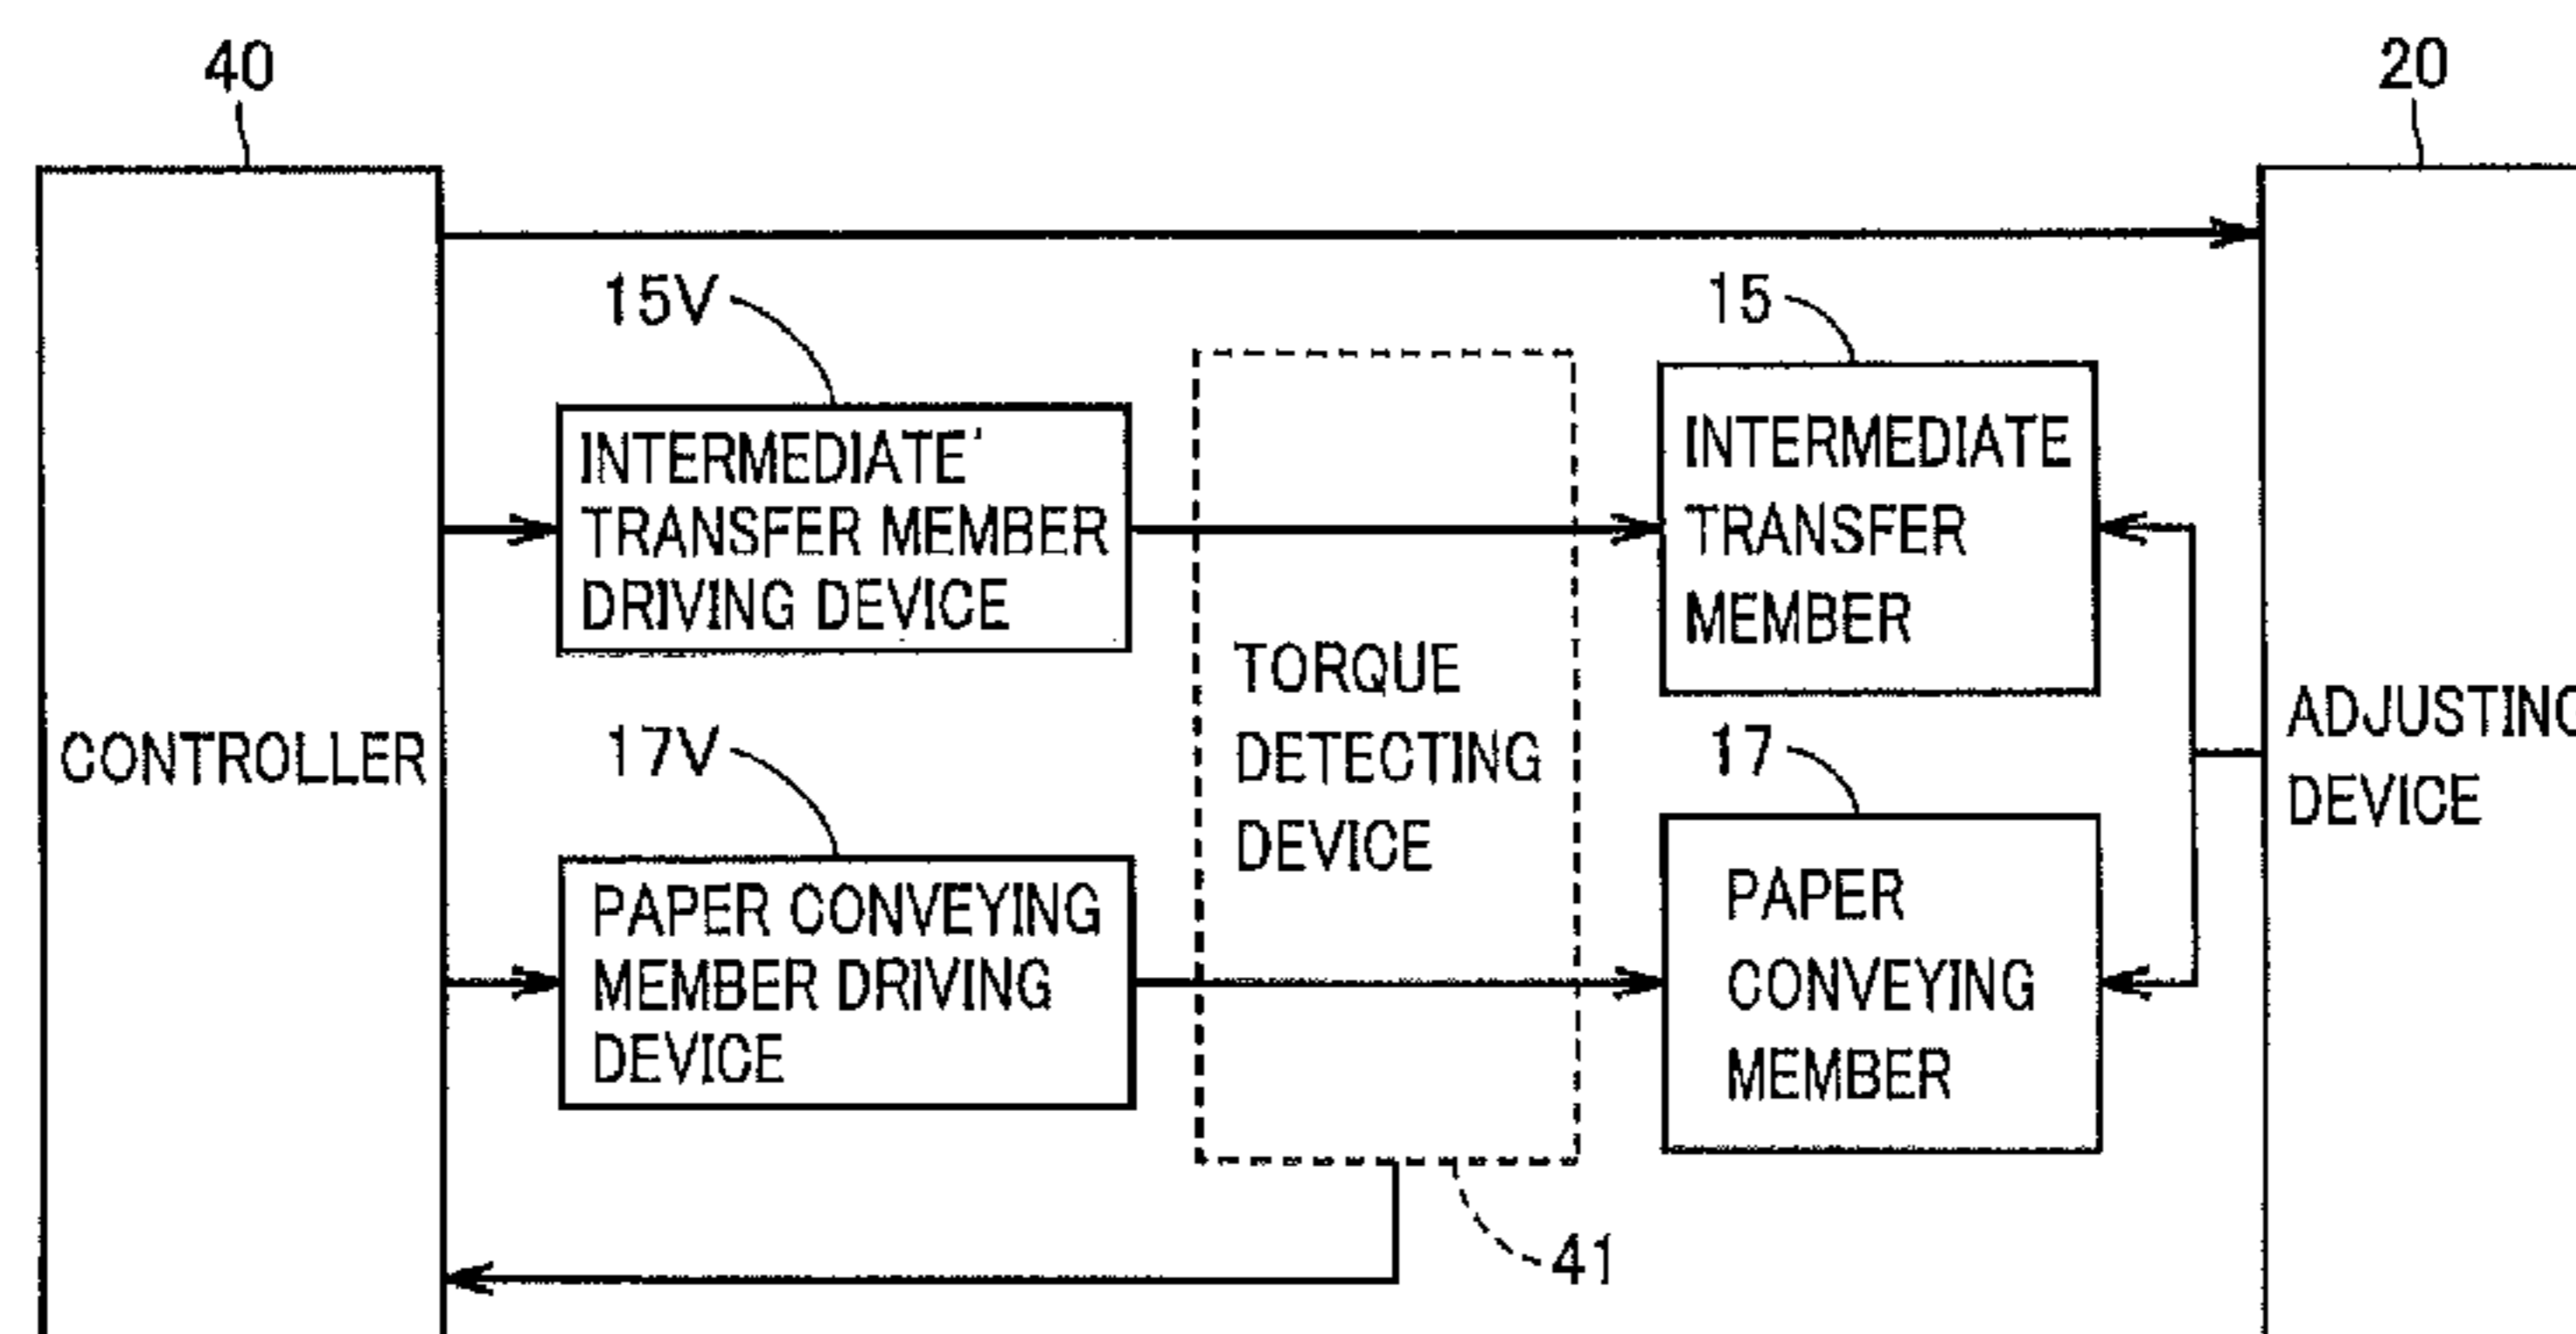 40
20
15V
15
INTERMEDIATE
TRANSFER MEMBER
DRIVING DEVICE
INTERMEDIATE
TRANSFER
MEMBER
TORQUE
DETECTING
DEVICE
CONTROLLER
17V
17
ADJUSTING
DEVICE
PAPER CONVEYING
MEMBER DRIVING
DEVICE
PAPER
CONVEYING
MEMBER
41